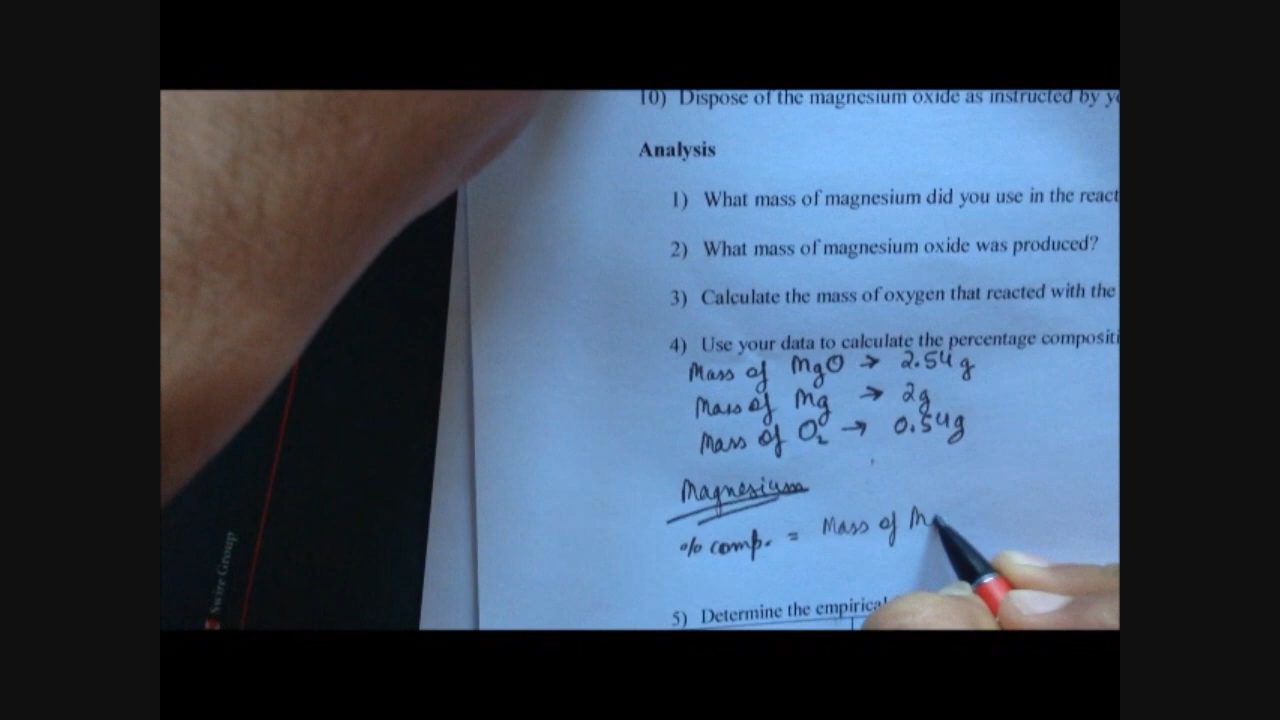 10) Dispose of the magnesium oxide as instructed by
Analysis
1) What mass of magnesium did you use in the
2) What mass of magnesium oxide was produced?
3) Calculate the mass of oxygen that reacted with the
4) Use your data to calculate the percentage
Mass of MgO → 2.54 g
Mass of Mg → 2g
Mass of O₂ → 0.54g
Magnesium
% comp. = Mass of M
5) Determine the empirical
Swire Group